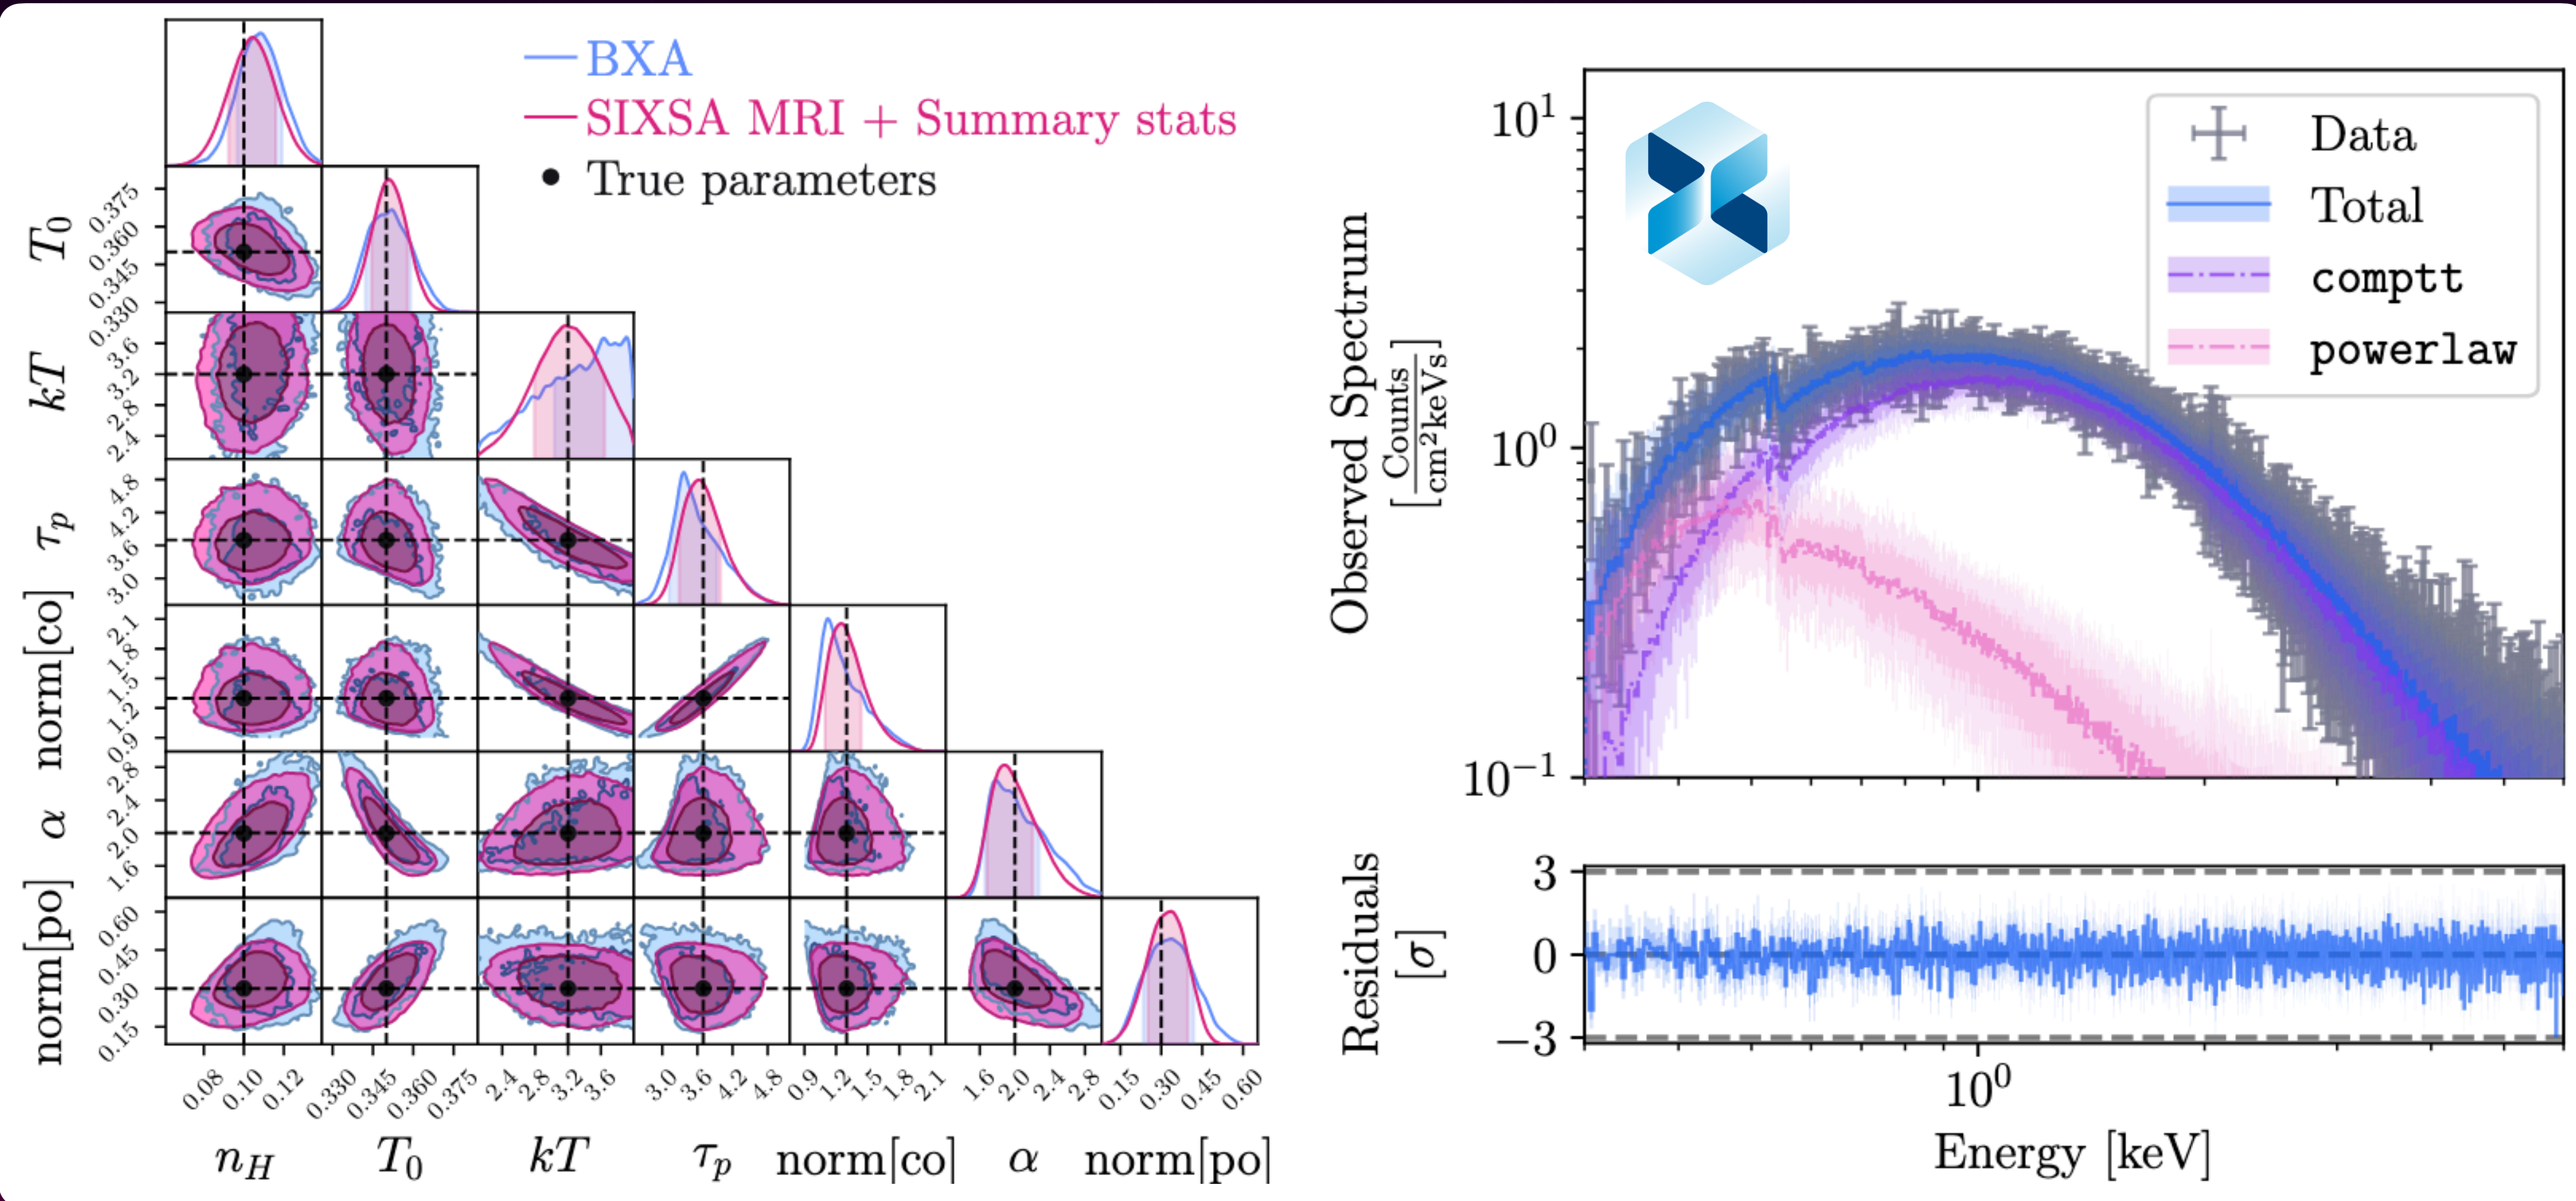 BXA
SIXSA MRI + Summary stats
True parameters
T₀
0.375
0.360
0.345
0.330
kT
3.6
3.2
2.8
2.4
τₚ
4.8
4.2
3.6
3.0
norm[co]
2.1
1.8
1.5
1.2
0.9
α
2.8
2.4
2.0
1.6
norm[po]
0.60
0.45
0.30
0.15
0.08 0.10 0.12 0.330 0.345 0.360 0.375 2.4 2.8 3.2 3.6 3.0 3.6 4.2 4.8 0.9 1.2 1.5 1.8 2.1 1.6 2.0 2.4 2.8 0.15 0.30 0.45 0.60
n_H T₀ kT τₚ norm[co] α norm[po]
Observed Spectrum
[Counts / cm²keVs]
10¹
10⁰
10⁻¹
Data
Total
comptt
powerlaw
Residuals
[σ]
3
0
−3
10⁰
Energy [keV]